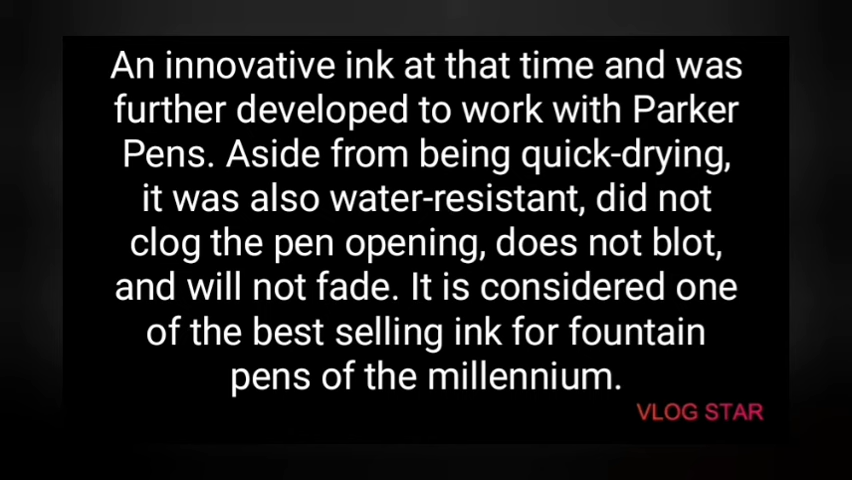 An innovative ink at that time and was
further developed to work with Parker
Pens. Aside from being quick-drying,
it was also water-resistant, did not
clog the pen opening, does not blot,
and will not fade. It is considered one
of the best selling ink for fountain
pens of the millennium.
VLOG STAR